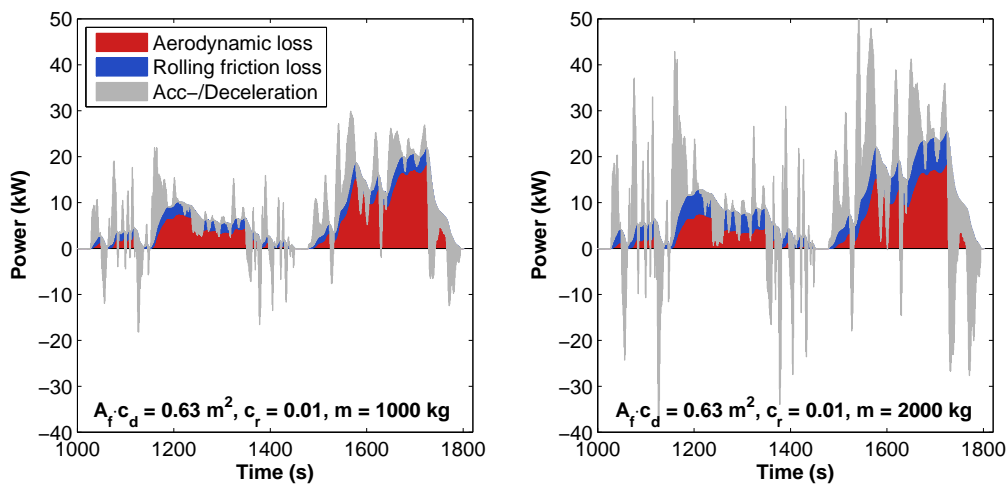 50
40
30
20
10
0
−10
−20
−30
−40
Power (kW)
Aerodynamic loss
Rolling friction loss
Acc−/Deceleration
A_f·c_d = 0.63 m², c_r = 0.01, m = 1000 kg
1000 1200 1400 1600 1800
Time (s)
50
40
30
20
10
0
−10
−20
−30
−40
Power (kW)
A_f·c_d = 0.63 m², c_r = 0.01, m = 2000 kg
1000 1200 1400 1600 1800
Time (s)